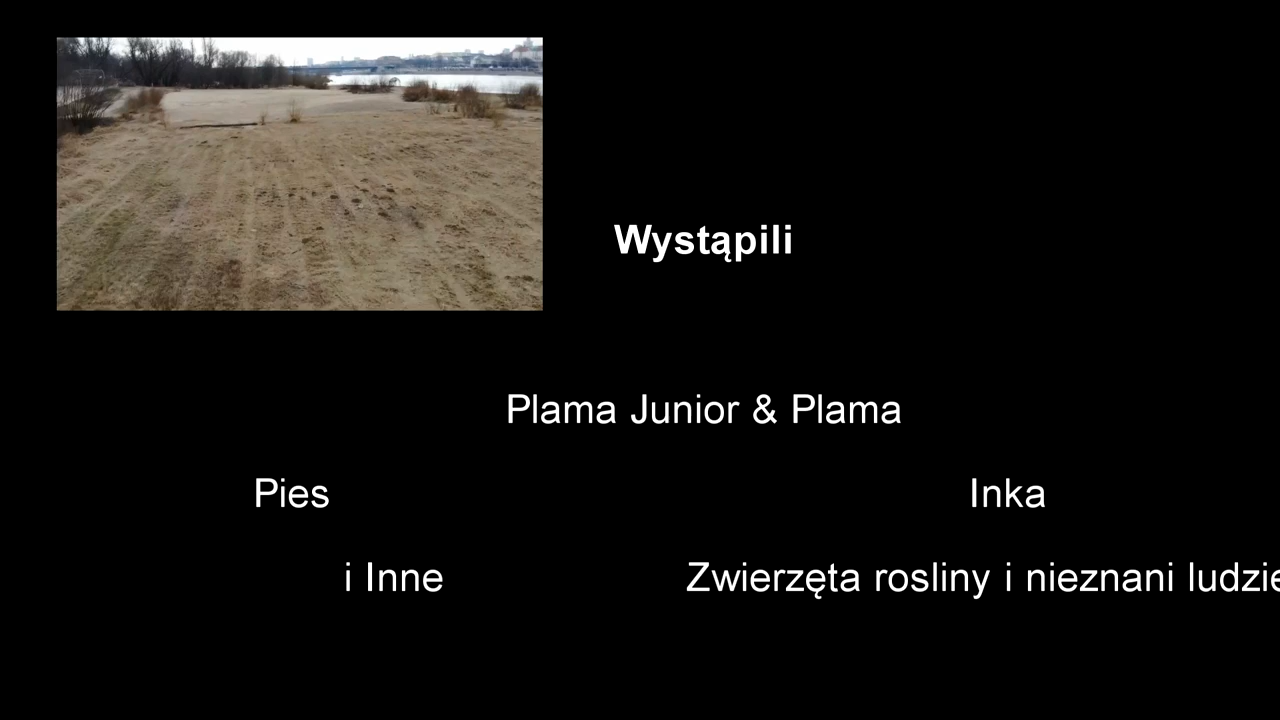 Wystąpili
Plama Junior & Plama
Pies Inka
i Inne Zwierzęta rosliny i nieznani ludzie